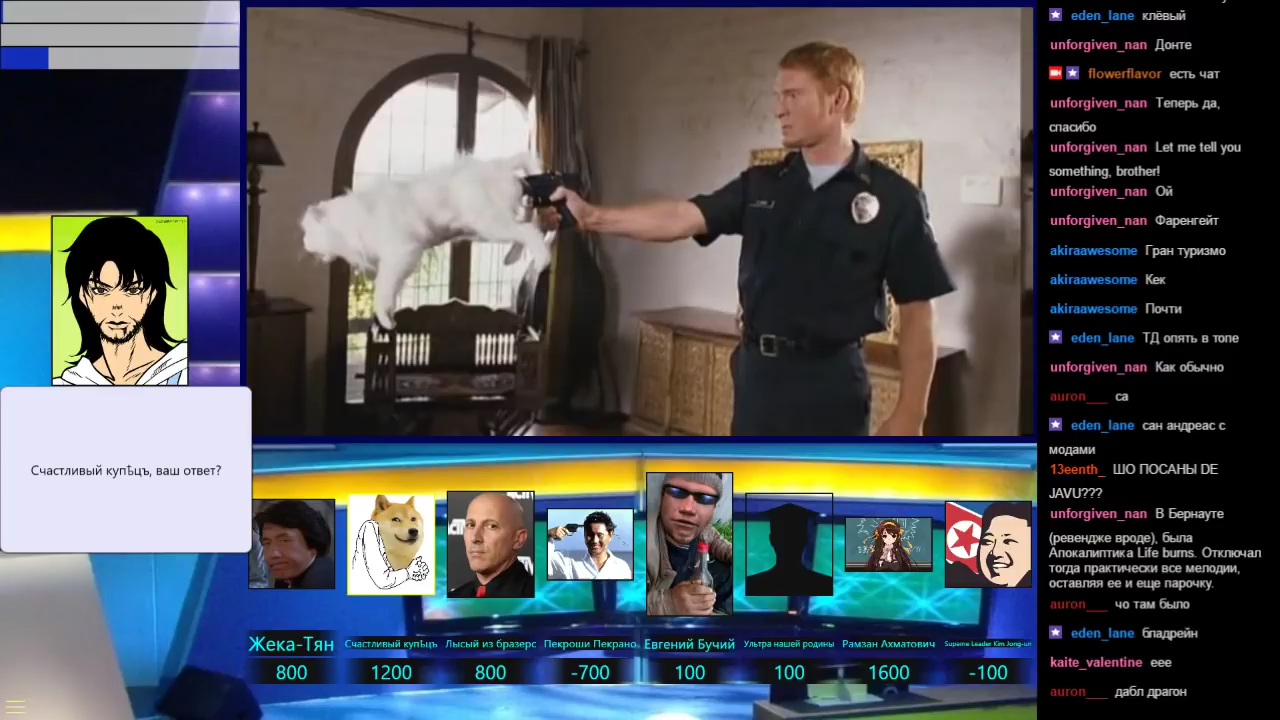 Счастливый купѣцъ, ваш ответ?
Жека-Тян
Счастливый купѣцъ
Лысый из бразерс
Пекроши Пекрано
Евгений Бучий
Ультра нашей родины
Рамзан Ахматович
Supeme Leader Kim Jong-un
800
1200
800
-700
100
100
1600
-100
eden_lane клёвый
unforgiven_nan Донте
flowerflavor есть чат
unforgiven_nan Теперь да,
спасибо
unforgiven_nan Let me tell you
something, brother!
unforgiven_nan Ой
unforgiven_nan Фаренгейт
akiraawesome Гран туризмо
akiraawesome Кек
akiraawesome Почти
eden_lane ТД опять в топе
unforgiven_nan Как обычно
auron___ са
eden_lane сан андреас с
модами
13eenth_ ШО ПОСАНЫ DE
JAVU???
unforgiven_nan В Бернауте
(ревендже вроде), была
Апокалиптика Life burns. Отключал
тогда практически все мелодии,
оставляя ее и еще парочку.
auron___ чо там было
eden_lane бладрейн
kaite_valentine еее
auron___ дабл драгон